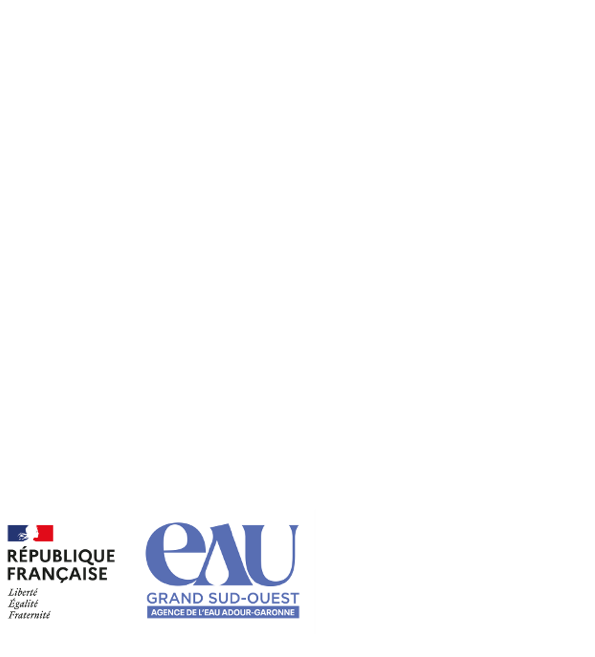 RÉPUBLIQUE
FRANÇAISE
Liberté
Égalité
Fraternité
eau
GRAND SUD-OUEST
AGENCE DE L'EAU ADOUR-GARONNE